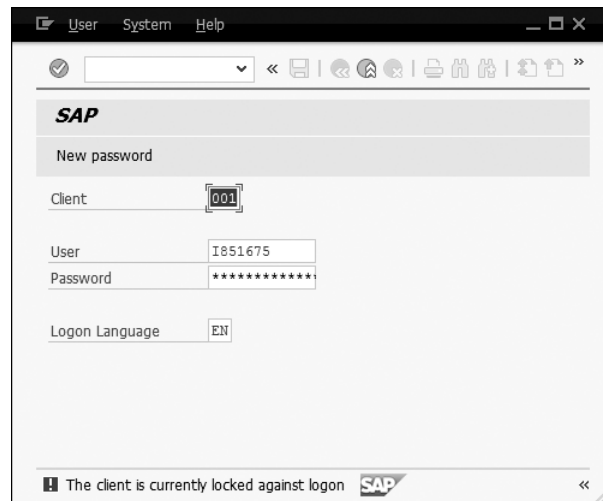 User System Help
SAP
New password
Client 001
User I851675
Password *************
Logon Language EN
The client is currently locked against logon SAP